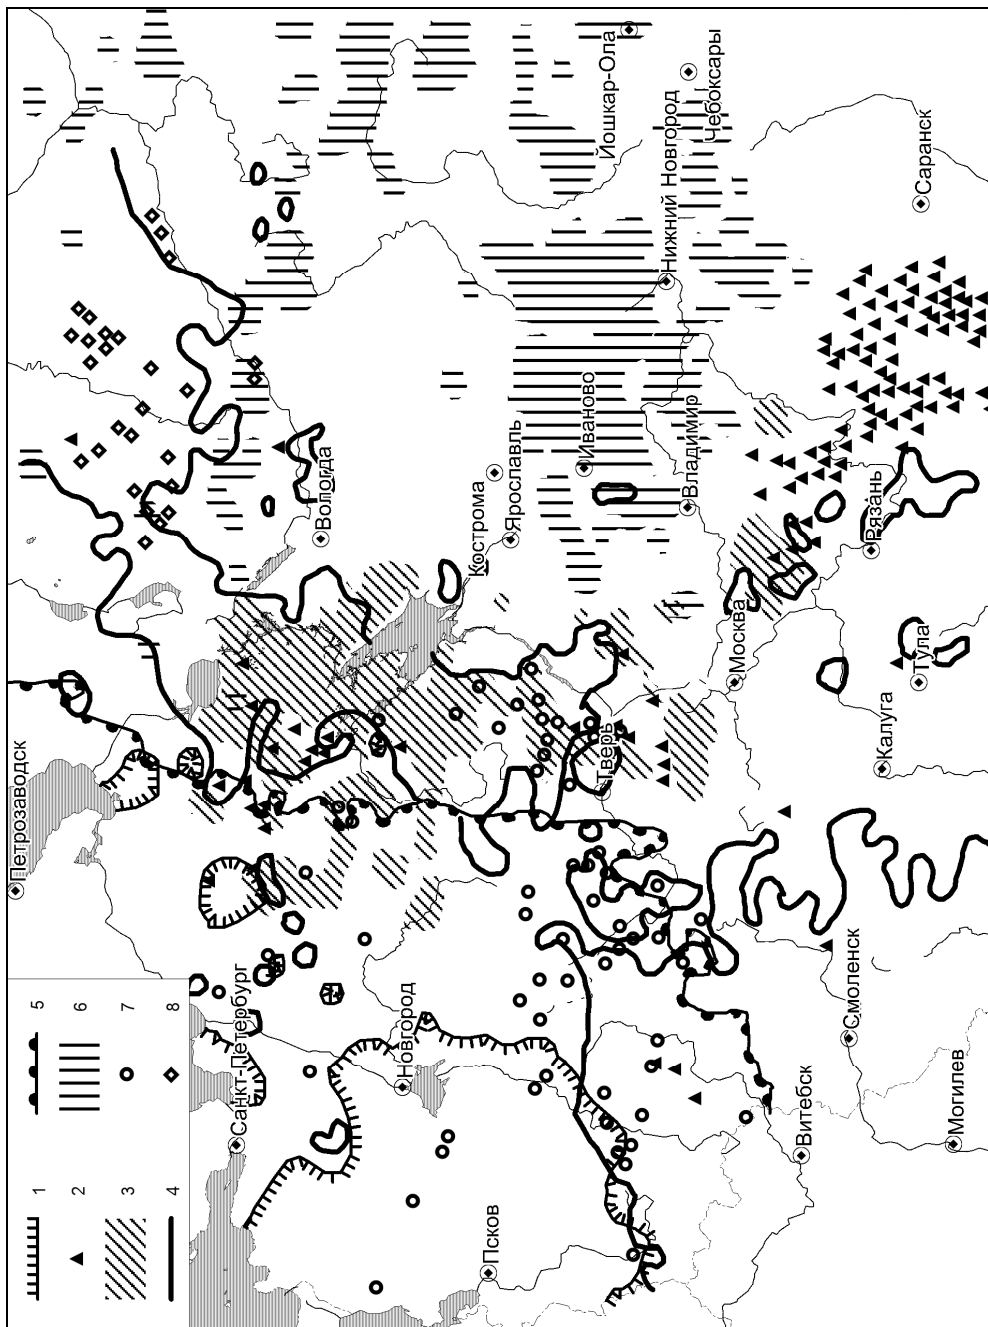 1
2
3
4
5
6
7
8
Петрозаводск
Санкт-Петербург
Новгород
Псков
Вологда
Кострома
Ярославль
Иваново
Йошкар-Ола
Чебоксары
Нижний Новгород
Владимир
Саранск
Рязань
Москва
Тула
Калуга
Тверь
Смоленск
Витебск
Могилев